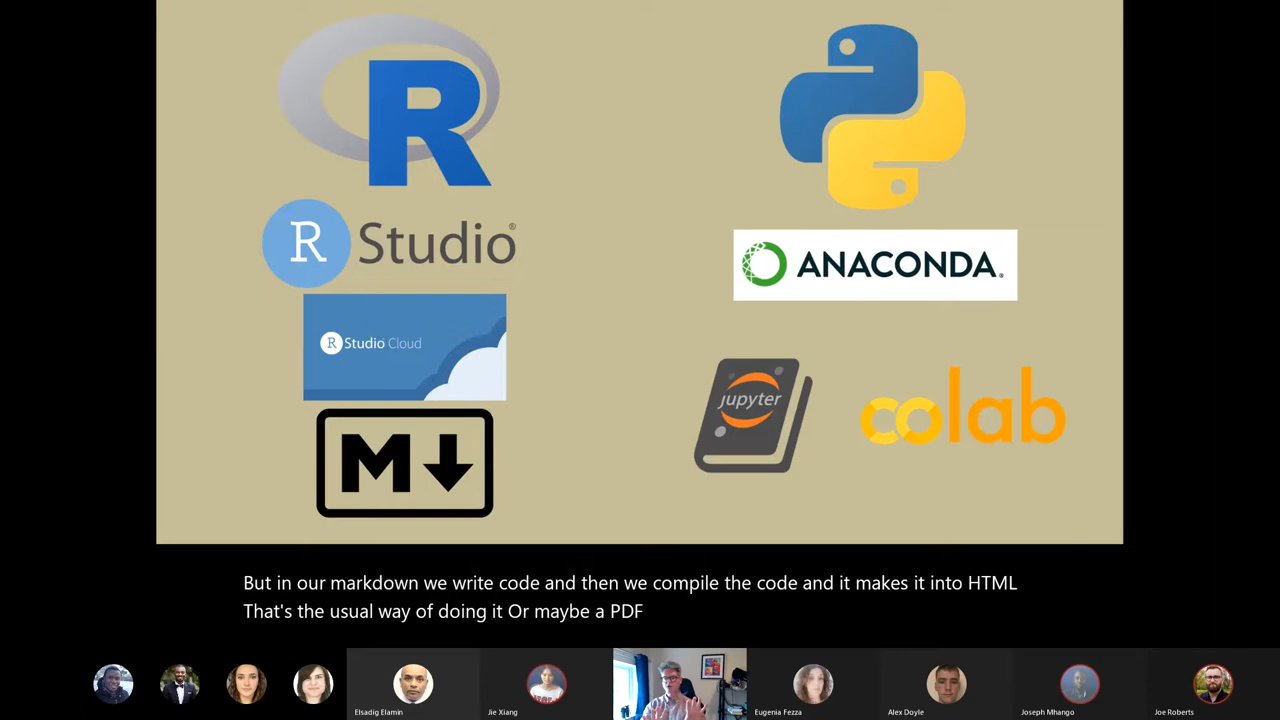 R
R Studio®
R Studio Cloud
M
ANACONDA.
jupyter
colab
But in our markdown we write code and then we compile the code and it makes it into HTML
That's the usual way of doing it Or maybe a PDF
Elsadig Elamin
Jie Xiang
Eugenia Fezza
Alex Doyle
Joseph Mhango
Joe Roberts